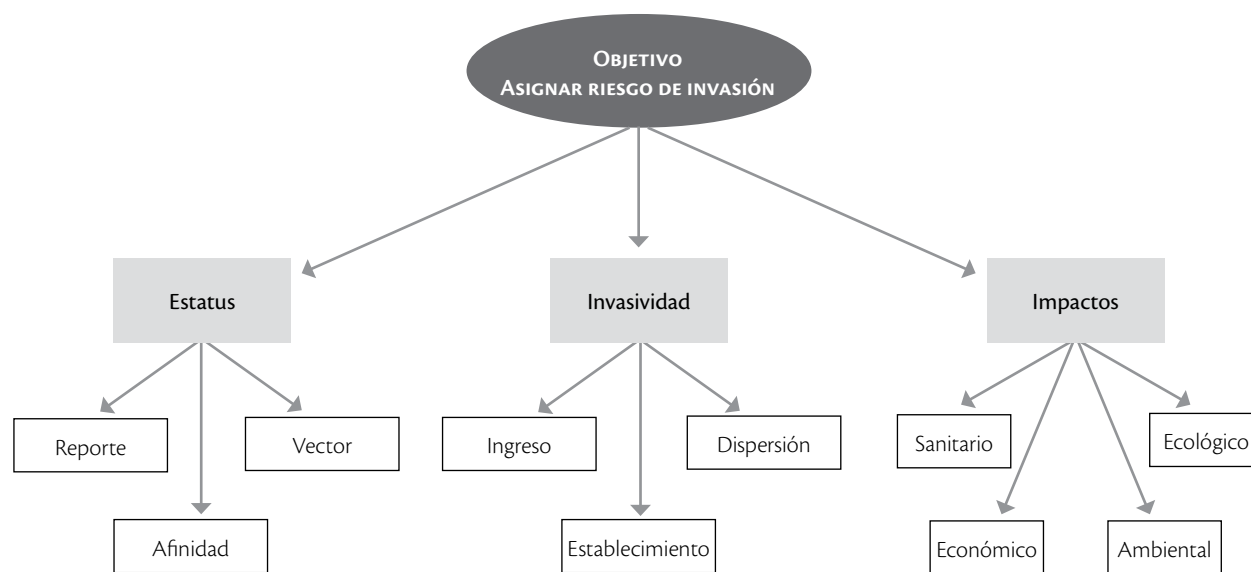 Objetivo
Asignar riesgo de invasión
Estatus
Invasividad
Impactos
Reporte
Vector
Afinidad
Ingreso
Dispersión
Establecimiento
Sanitario
Ecológico
Económico
Ambiental